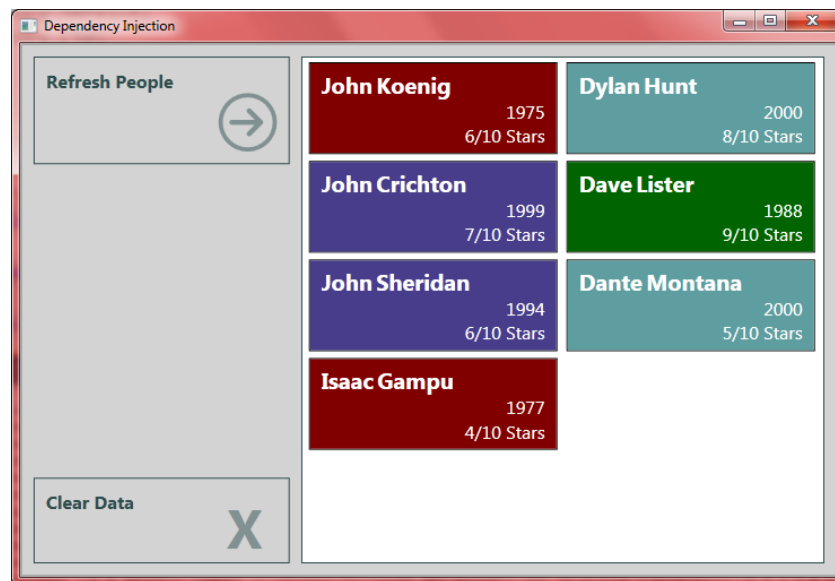 Dependency Injection
Refresh People
John Koenig
1975
6/10 Stars
Dylan Hunt
2000
8/10 Stars
John Crichton
1999
7/10 Stars
Dave Lister
1988
9/10 Stars
John Sheridan
1994
6/10 Stars
Dante Montana
2000
5/10 Stars
Isaac Gampu
1977
4/10 Stars
Clear Data
X